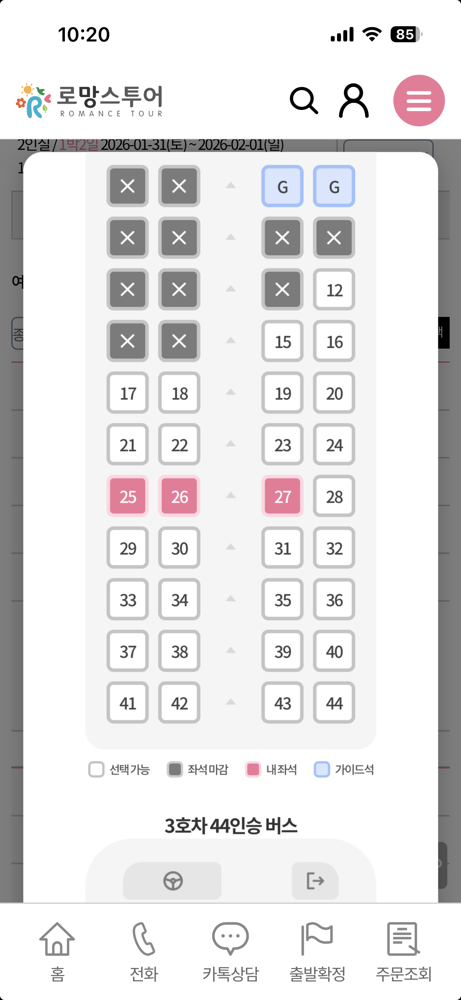 10:20
85
로망스투어
ROMANCE TOUR
2인실 / 1박2일 2026-01-31(토) ~ 2026-02-01(일)
1
G G
예
12
종
15 16
17 18 19 20
21 22 23 24
25 26 27 28
29 30 31 32
33 34 35 36
37 38 39 40
41 42 43 44
선택 가능 좌석 마감 내 좌석 가이드석
3호차 44인승 버스
홈 전화 카톡상담 출발확정 주문조회